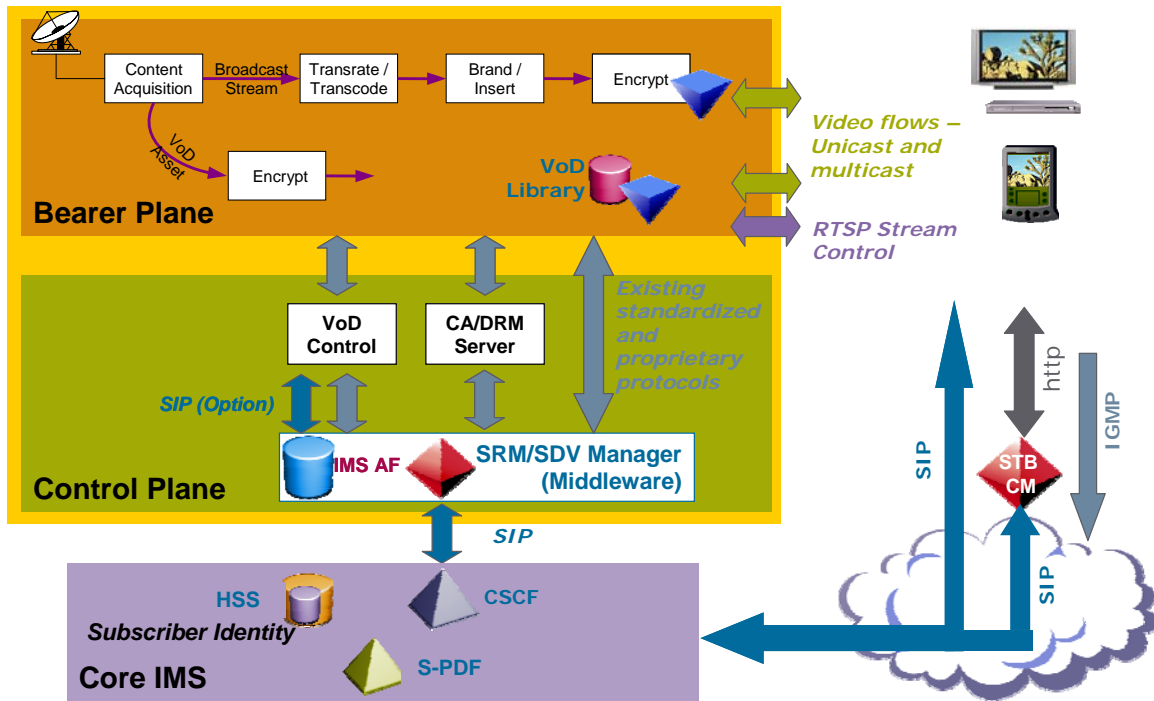 Content
Acquisition
Broadcast
Stream
Transrate /
Transcode
Brand /
Insert
Encrypt
VoD
Asset
Encrypt
VoD
Library
Bearer Plane
Video flows –
Unicast and
multicast
RTSP Stream
Control
VoD
Control
CA/DRM
Server
Existing
standardized
and
proprietary
protocols
SIP (Option)
IMS AF
SRM/SDV Manager
(Middleware)
Control Plane
SIP
HSS
CSCF
Subscriber Identity
S-PDF
Core IMS
SIP
http
IGMP
STB
CM
SIP